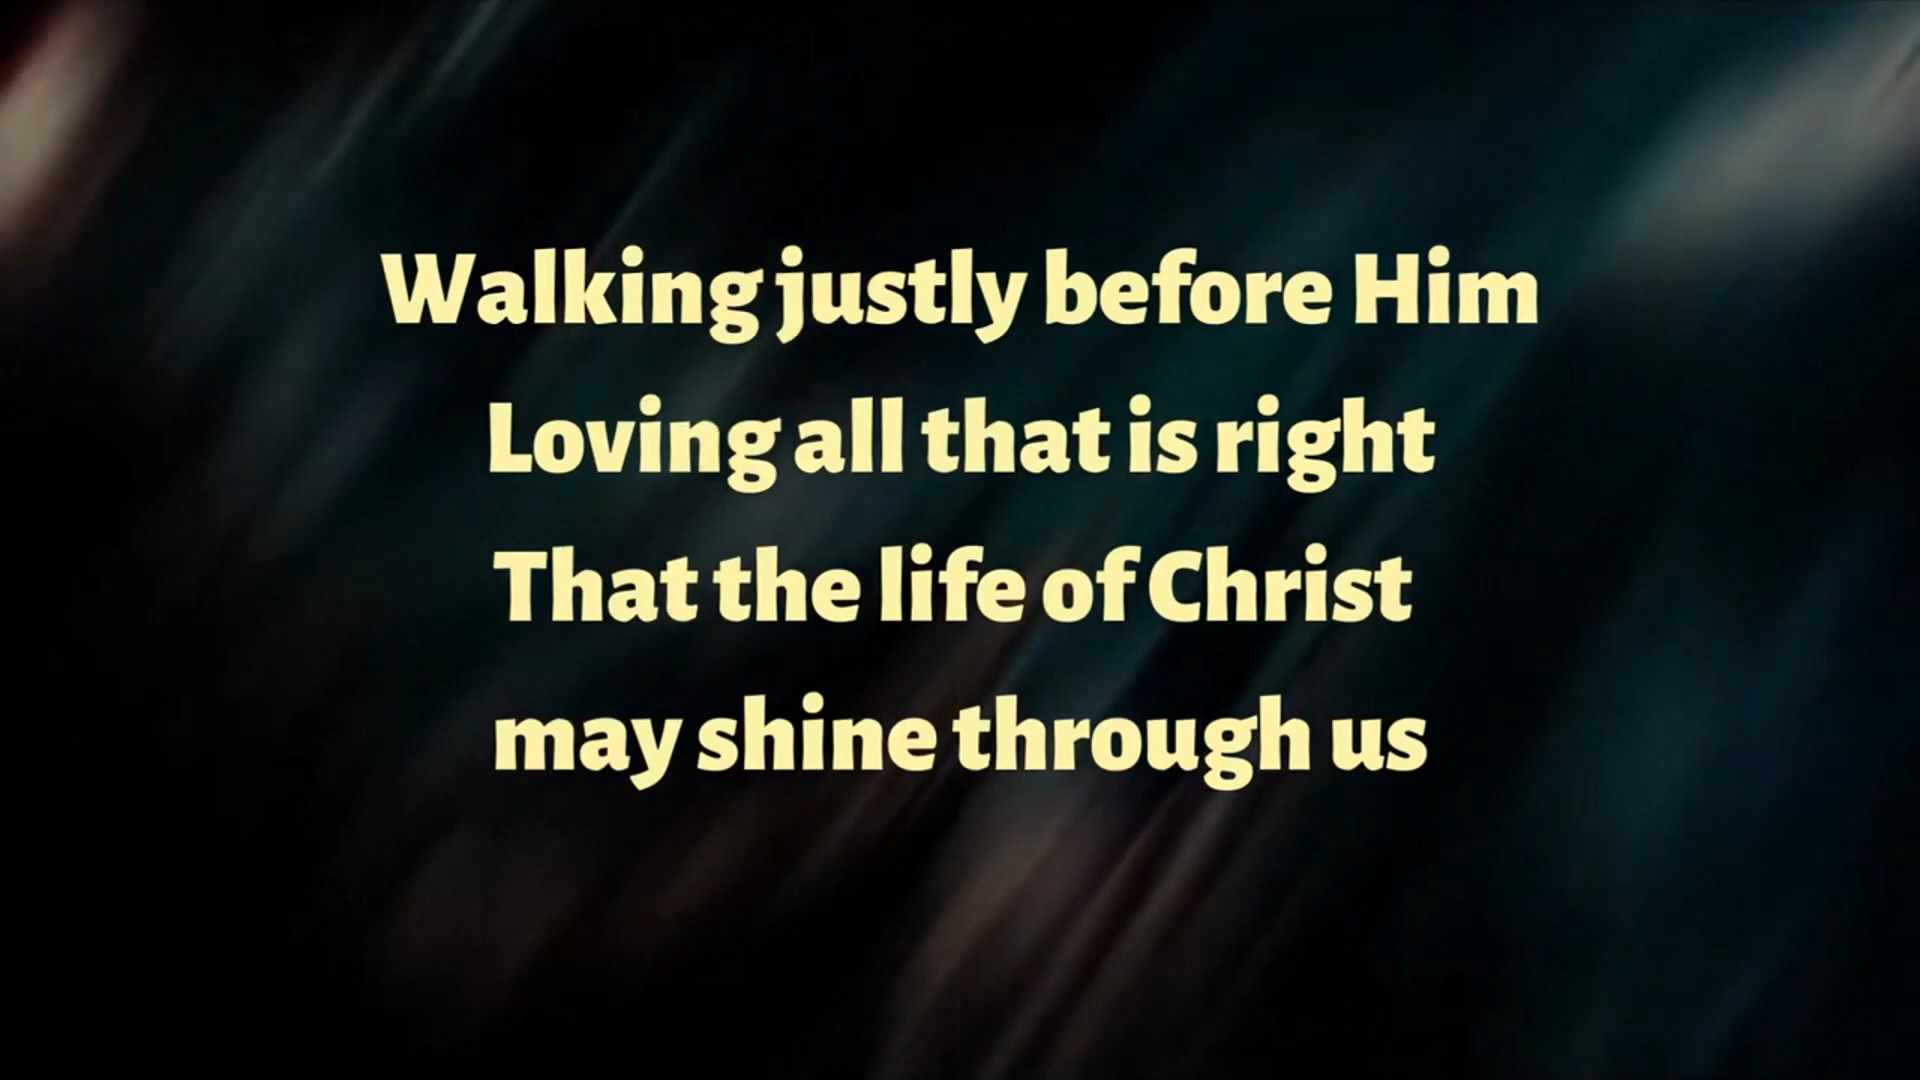 Walking justly before Him
Loving all that is right
That the life of Christ
may shine through us